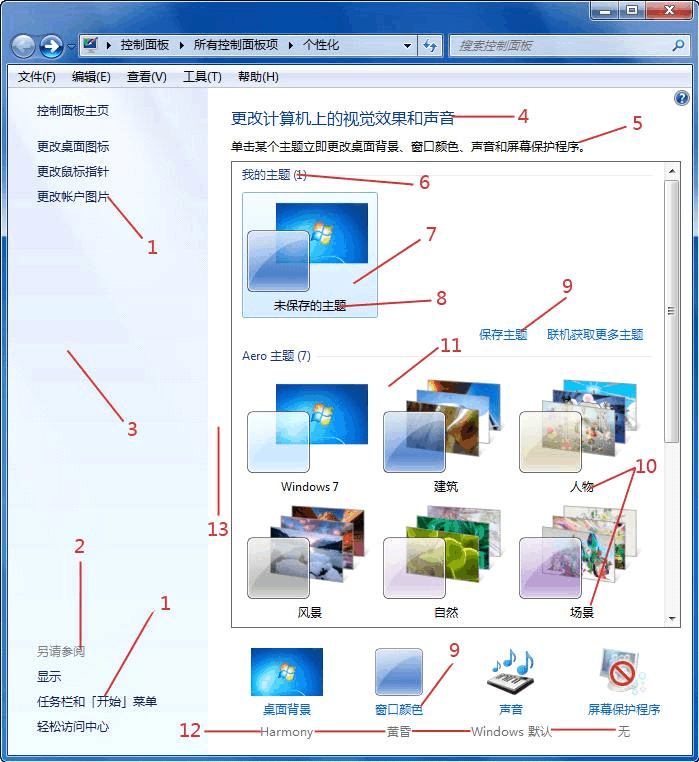 控制面板 所有控制面板项 个性化 搜索控制面板
文件(F) 编辑(E) 查看(V) 工具(T) 帮助(H)
控制面板主页
更改桌面图标
更改鼠标指针
更改帐户图片
1
3
2
1
另请参阅
显示
任务栏和「开始」菜单
轻松访问中心
更改计算机上的视觉效果和声音 4
5
单击某个主题立即更改桌面背景、窗口颜色、声音和屏幕保护程序。
我的主题 (1) 6
7
未保存的主题 8
9
保存主题 联机获取更多主题
11
Aero 主题 (7)
10
Windows 7 建筑 人物
13
风景 自然 场景
9
桌面背景 窗口颜色 声音 屏幕保护程序
12 Harmony 黄昏 Windows 默认 无